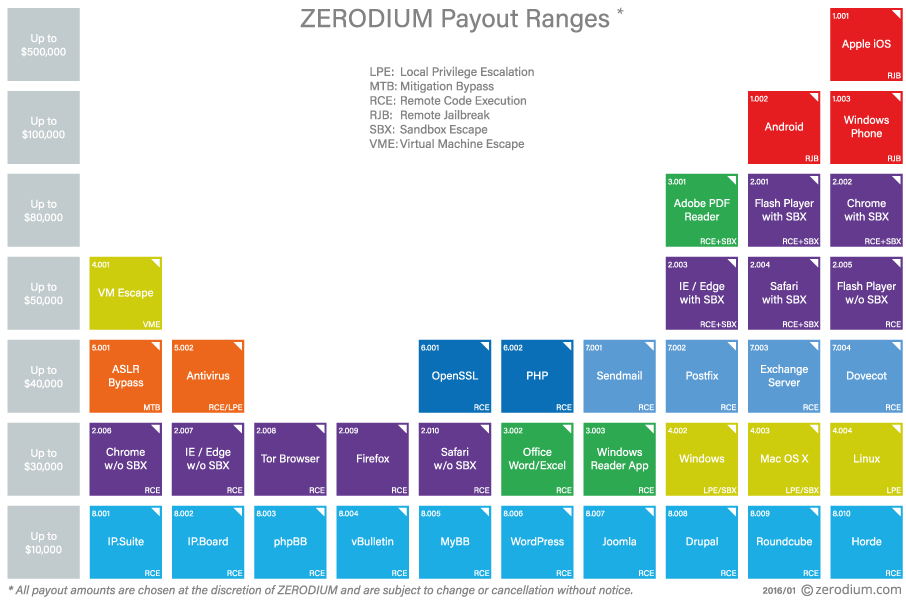 ZERODIUM Payout Ranges *
LPE: Local Privilege Escalation
MTB: Mitigation Bypass
RCE: Remote Code Execution
RJB: Remote Jailbreak
SBX: Sandbox Escape
VME: Virtual Machine Escape
Up to
$500,000
1.001
Apple iOS
RJB
Up to
$100,000
1.002
Android
RJB
1.003
Windows
Phone
RJB
Up to
$80,000
3.001
Adobe PDF
Reader
RCE+SBX
2.001
Flash Player
with SBX
RCE+SBX
2.002
Chrome
with SBX
RCE+SBX
Up to
$50,000
4.001
VM Escape
VME
2.003
IE / Edge
with SBX
RCE+SBX
2.004
Safari
with SBX
RCE+SBX
2.005
Flash Player
w/o SBX
RCE
Up to
$40,000
5.001
ASLR
Bypass
MTB
5.002
Antivirus
RCE/LPE
6.001
OpenSSL
RCE
6.002
PHP
RCE
7.001
Sendmail
RCE
7.002
Postfix
RCE
7.003
Exchange
Server
RCE
7.004
Dovecot
RCE
Up to
$30,000
2.006
Chrome
w/o SBX
RCE
2.007
IE / Edge
w/o SBX
RCE
2.008
Tor Browser
RCE
2.009
Firefox
RCE
2.010
Safari
w/o SBX
RCE
3.002
Office
Word/Excel
RCE
3.003
Windows
Reader App
RCE
4.002
Windows
LPE/SBX
4.003
Mac OS X
LPE/SBX
4.004
Linux
LPE
Up to
$10,000
8.001
IP.Suite
RCE
8.002
IP.Board
RCE
8.003
phpBB
RCE
8.004
vBulletin
RCE
8.005
MyBB
RCE
8.006
WordPress
RCE
8.007
Joomla
RCE
8.008
Drupal
RCE
8.009
Roundcube
RCE
8.010
Horde
RCE
* All payout amounts are chosen at the discretion of ZERODIUM and are subject to change or cancellation without notice.
2016/01 © zerodium.com